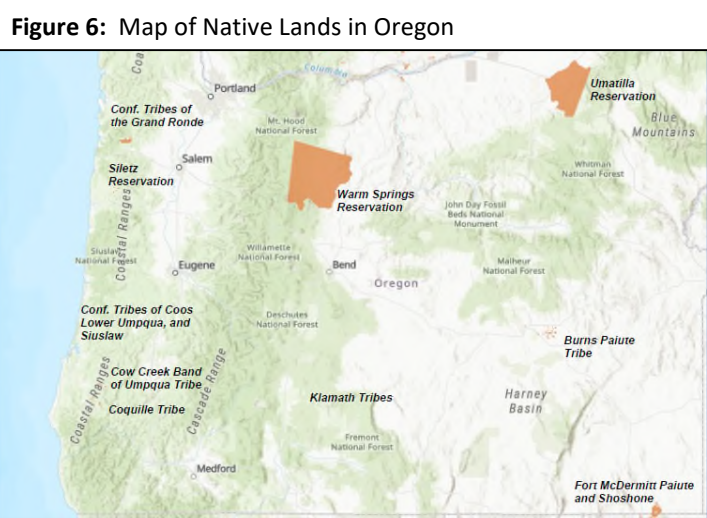 Figure 6: Map of Native Lands in Oregon
Coa
Columbia
Portland
Umatilla
Reservation
Conf. Tribes of
the Grand Ronde
Mt. Hood
National Forest
Blue
Mountains
Salem
Siletz
Reservation
Whitman
National Forest
Warm Springs
Reservation
Coastal Ranges
John Day Fossil
Beds National
Monument
Siuslaw
National Forest
Willamette
National Forest
Eugene
Bend
Malheur
National Forest
Oregon
Conf. Tribes of Coos
Lower Umpqua, and
Siuslaw
Deschutes
National Forest
Burns Paiute
Tribe
Cow Creek Band
of Umpqua Tribe
Coastal Ranges
Cascade Range
Coquille Tribe
Klamath Tribes
Harney
Basin
Fremont
National Forest
Medford
Fort McDermitt Paiute
and Shoshone